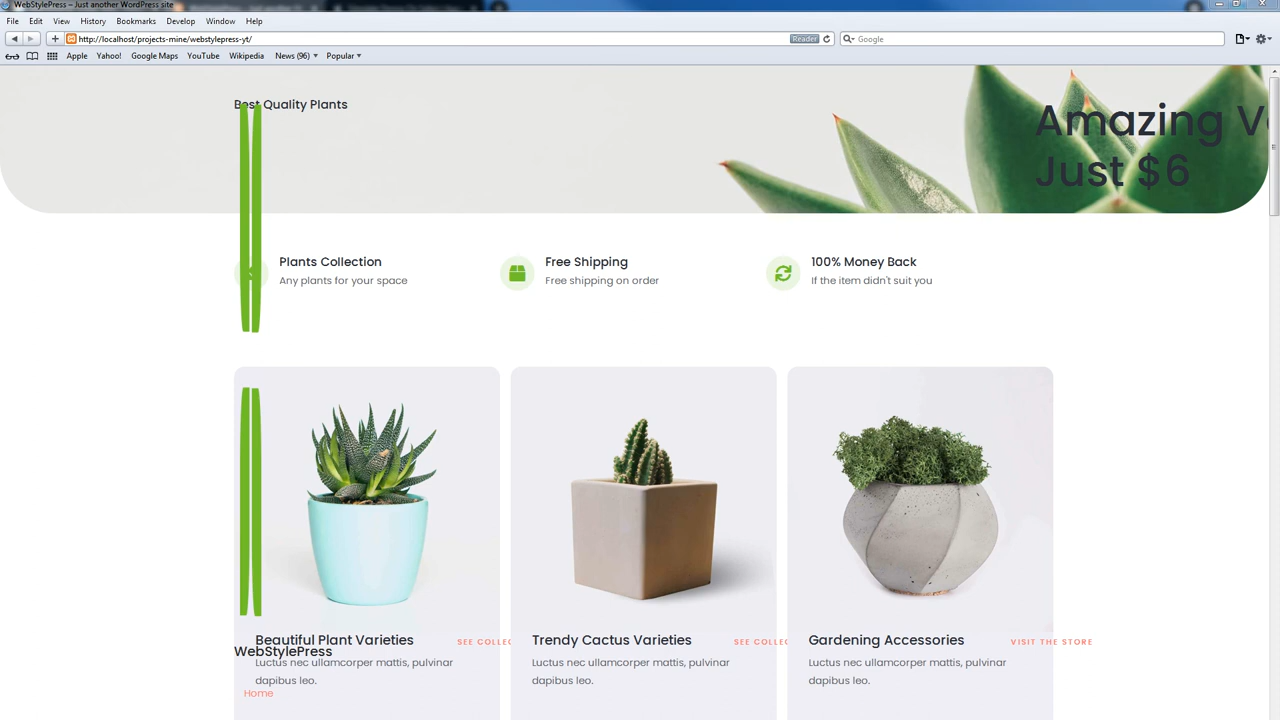 WebStylePress – Just another WordPress site
File Edit View History Bookmarks Develop Window Help
http://localhost/projects-mine/webstylepress-yt/
Reader
Google
Apple Yahoo! Google Maps YouTube Wikipedia News (96) Popular
Best Quality Plants
Amazing V
Just $6
Plants Collection
Any plants for your space
Free Shipping
Free shipping on order
100% Money Back
If the item didn't suit you
Beautiful Plant Varieties
SEE COLLEC
WebStylePress
Luctus nec ullamcorper mattis, pulvinar
dapibus leo.
Home
Trendy Cactus Varieties
SEE COLLEC
Luctus nec ullamcorper mattis, pulvinar
dapibus leo.
Gardening Accessories
VISIT THE STORE
Luctus nec ullamcorper mattis, pulvinar
dapibus leo.